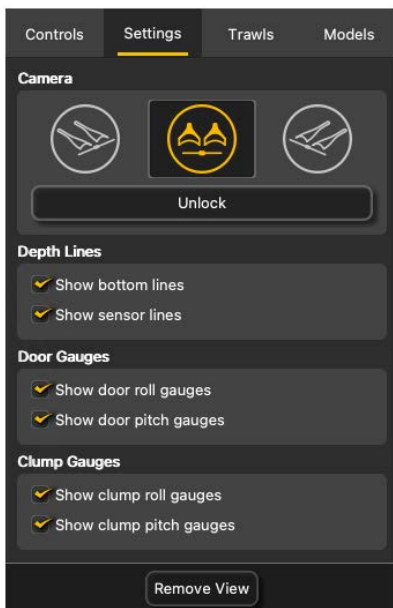 Controls Settings Trawls Models
Camera
Unlock
Depth Lines
Show bottom lines
Show sensor lines
Door Gauges
Show door roll gauges
Show door pitch gauges
Clump Gauges
Show clump roll gauges
Show clump pitch gauges
Remove View